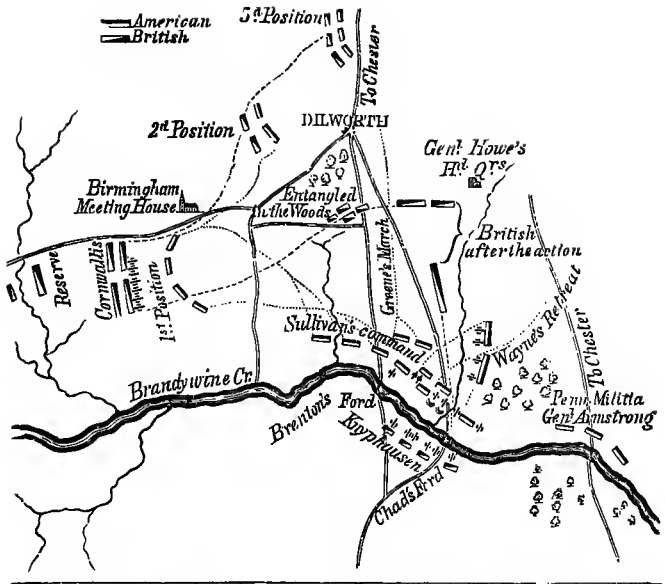 American
British
3d. Position
To Chester
2nd Position
DILWORTH
Genl. Howe's
Hd. Qrs
Birmingham
Meeting House
Entangled
In the Woods
British
after the action
Greene's March
Reserve
Cornwallis
1st Position
Sullivan's command
Wayne's Retreat
To Chester
Brandywine Cr.
Brenton's
Ford
Knyphausen
Penn. Militia
Genl. Armstrong
Chad's Ford